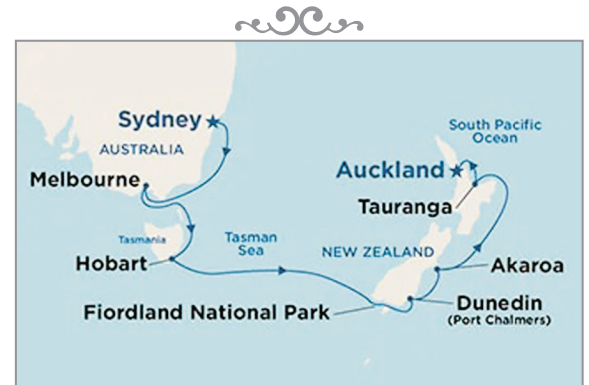 Sydney
AUSTRALIA
Melbourne
Tasmania
Hobart
Tasman
Sea
South Pacific
Ocean
Auckland
Tauranga
NEW ZEALAND
Akaroa
Fiordland National Park
Dunedin
(Port Chalmers)